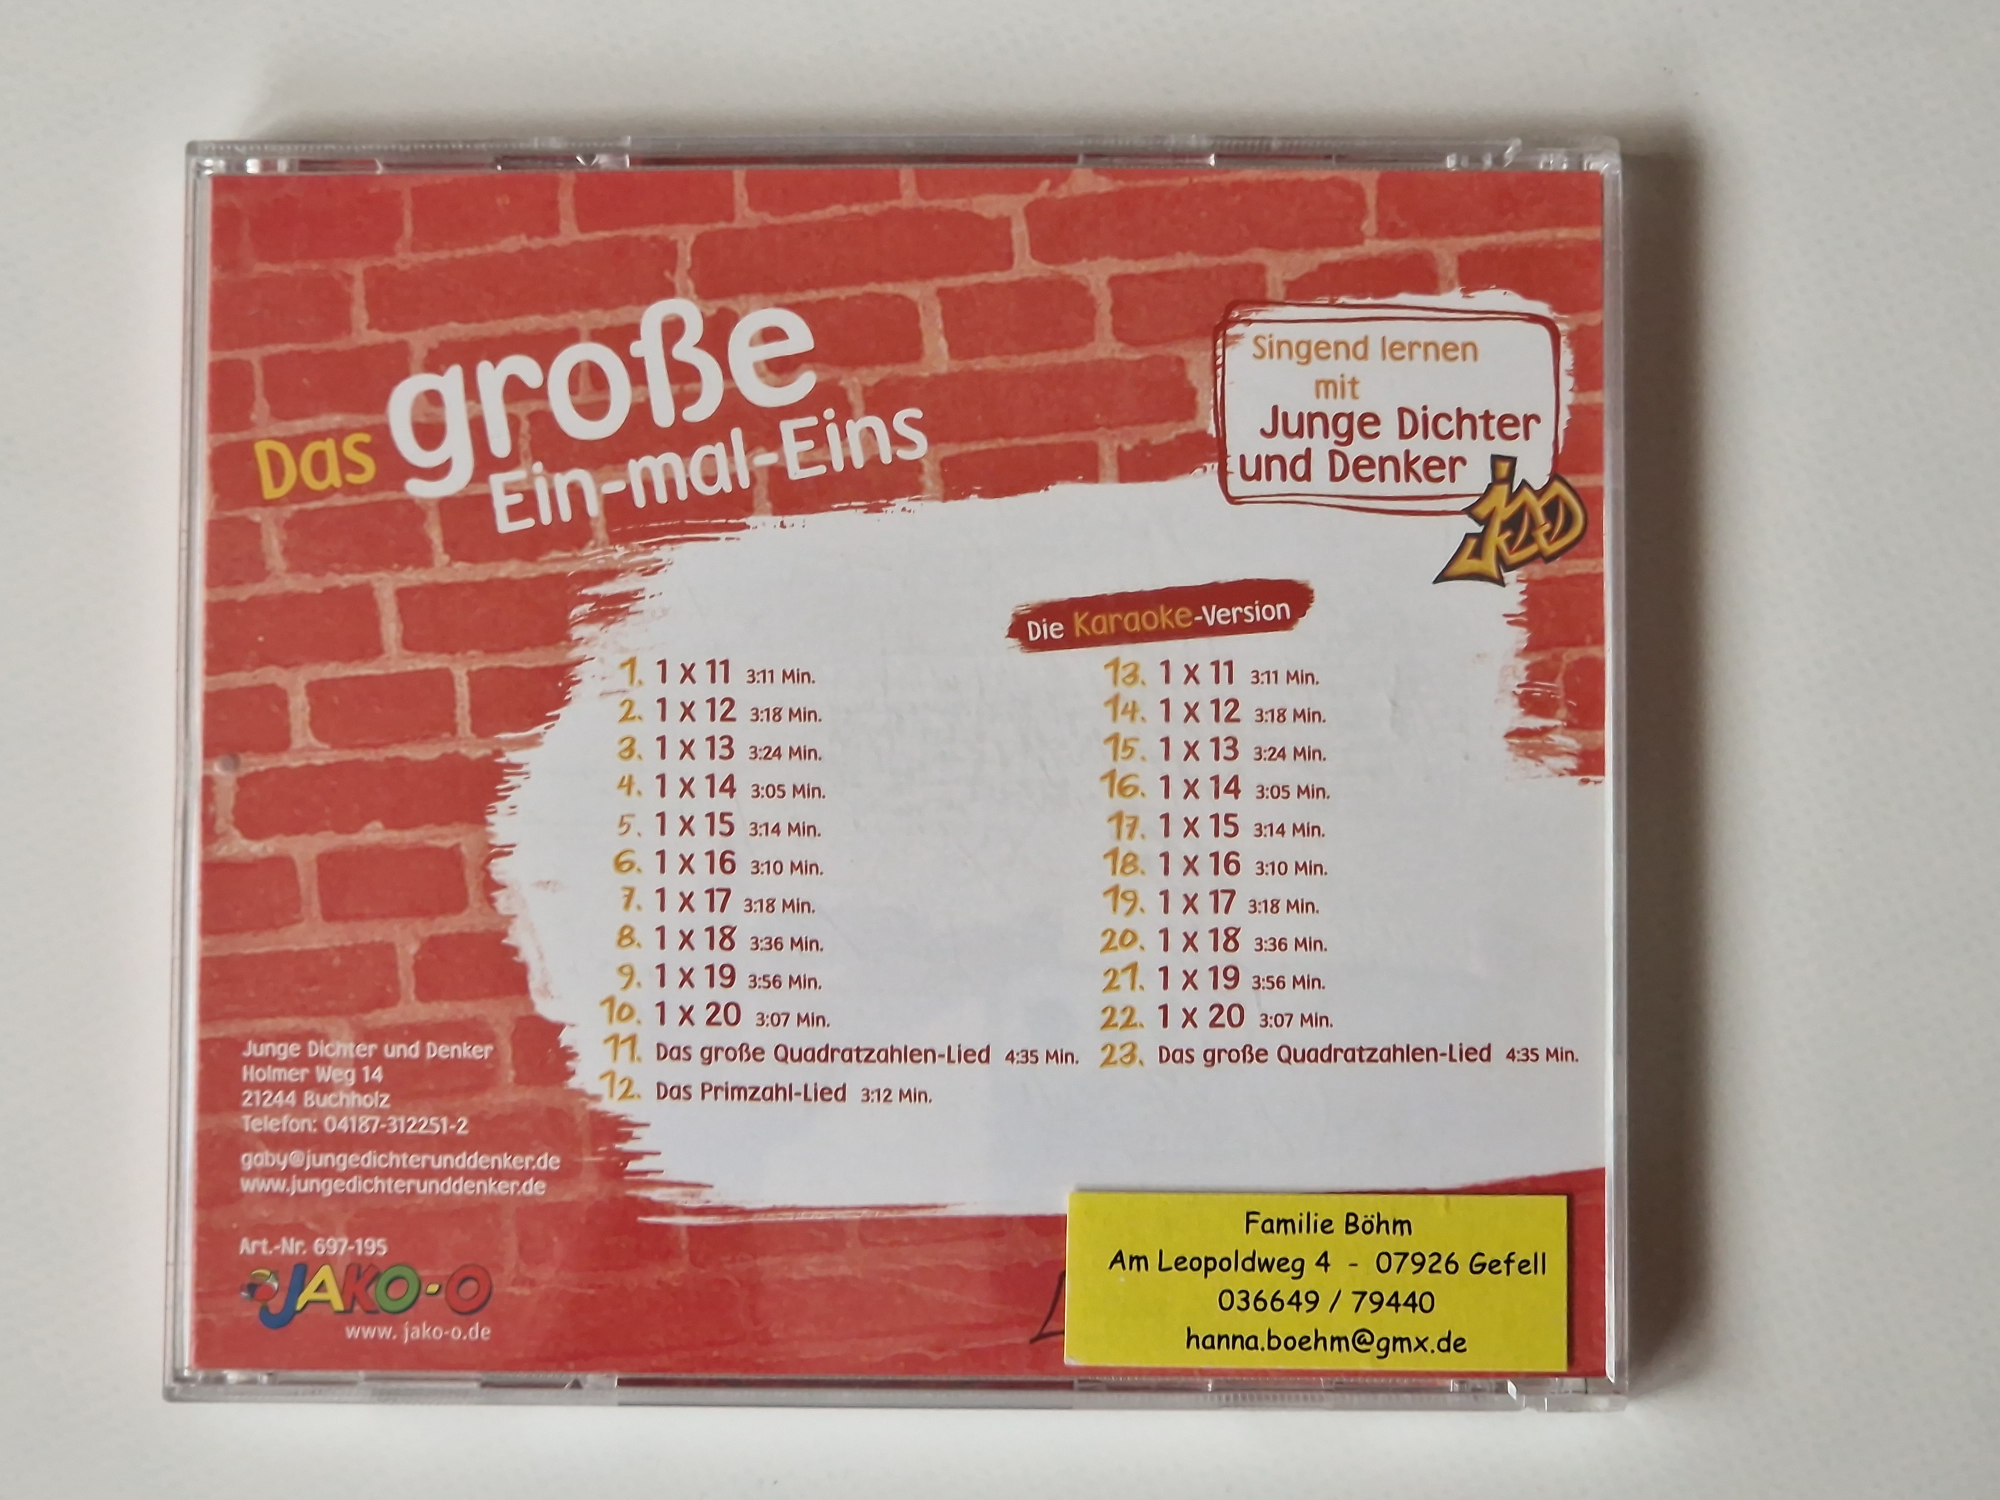 Das große
Ein-mal-Eins
Singend lernen
mit
Junge Dichter
und Denker
jDD
Die Karaoke-Version
1. 1 x 11 3:11 Min.
2. 1 x 12 3:18 Min.
3. 1 x 13 3:24 Min.
4. 1 x 14 3:05 Min.
5. 1 x 15 3:14 Min.
6. 1 x 16 3:10 Min.
7. 1 x 17 3:18 Min.
8. 1 x 18 3:36 Min.
9. 1 x 19 3:56 Min.
10. 1 x 20 3:07 Min.
11. Das große Quadratzahlen-Lied 4:35 Min.
12. Das Primzahl-Lied 3:12 Min.
13. 1 x 11 3:11 Min.
14. 1 x 12 3:18 Min.
15. 1 x 13 3:24 Min.
16. 1 x 14 3:05 Min.
17. 1 x 15 3:14 Min.
18. 1 x 16 3:10 Min.
19. 1 x 17 3:18 Min.
20. 1 x 18 3:36 Min.
21. 1 x 19 3:56 Min.
22. 1 x 20 3:07 Min.
23. Das große Quadratzahlen-Lied 4:35 Min.
Junge Dichter und Denker
Holmer Weg 14
21244 Buchholz
Telefon: 04187-312251-2
gaby@jungedichterunddenker.de
www.jungedichterunddenker.de
Art.-Nr. 697-195
JAKO-O
www. jako-o.de
Familie Böhm
Am Leopoldweg 4 - 07926 Gefell
036649 / 79440
hanna.boehm@gmx.de